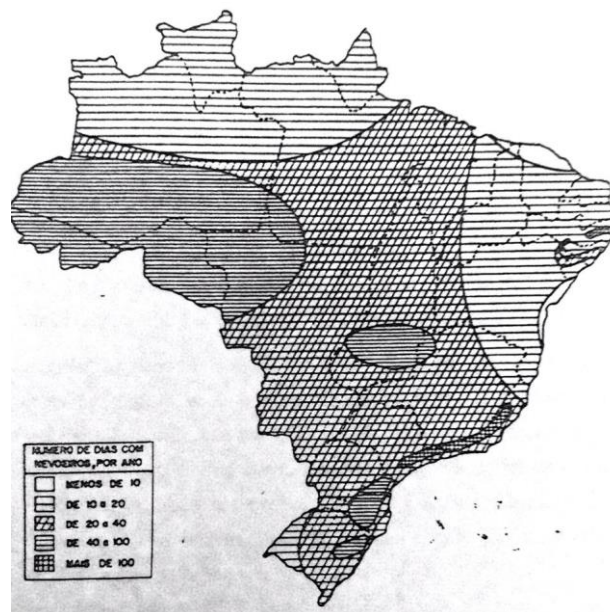 NUMERO DE DIAS COM
NEVOEIROS, POR ANO
MENOS DE 10
DE 10 a 20
DE 20 a 40
DE 40 a 100
MAIS DE 100